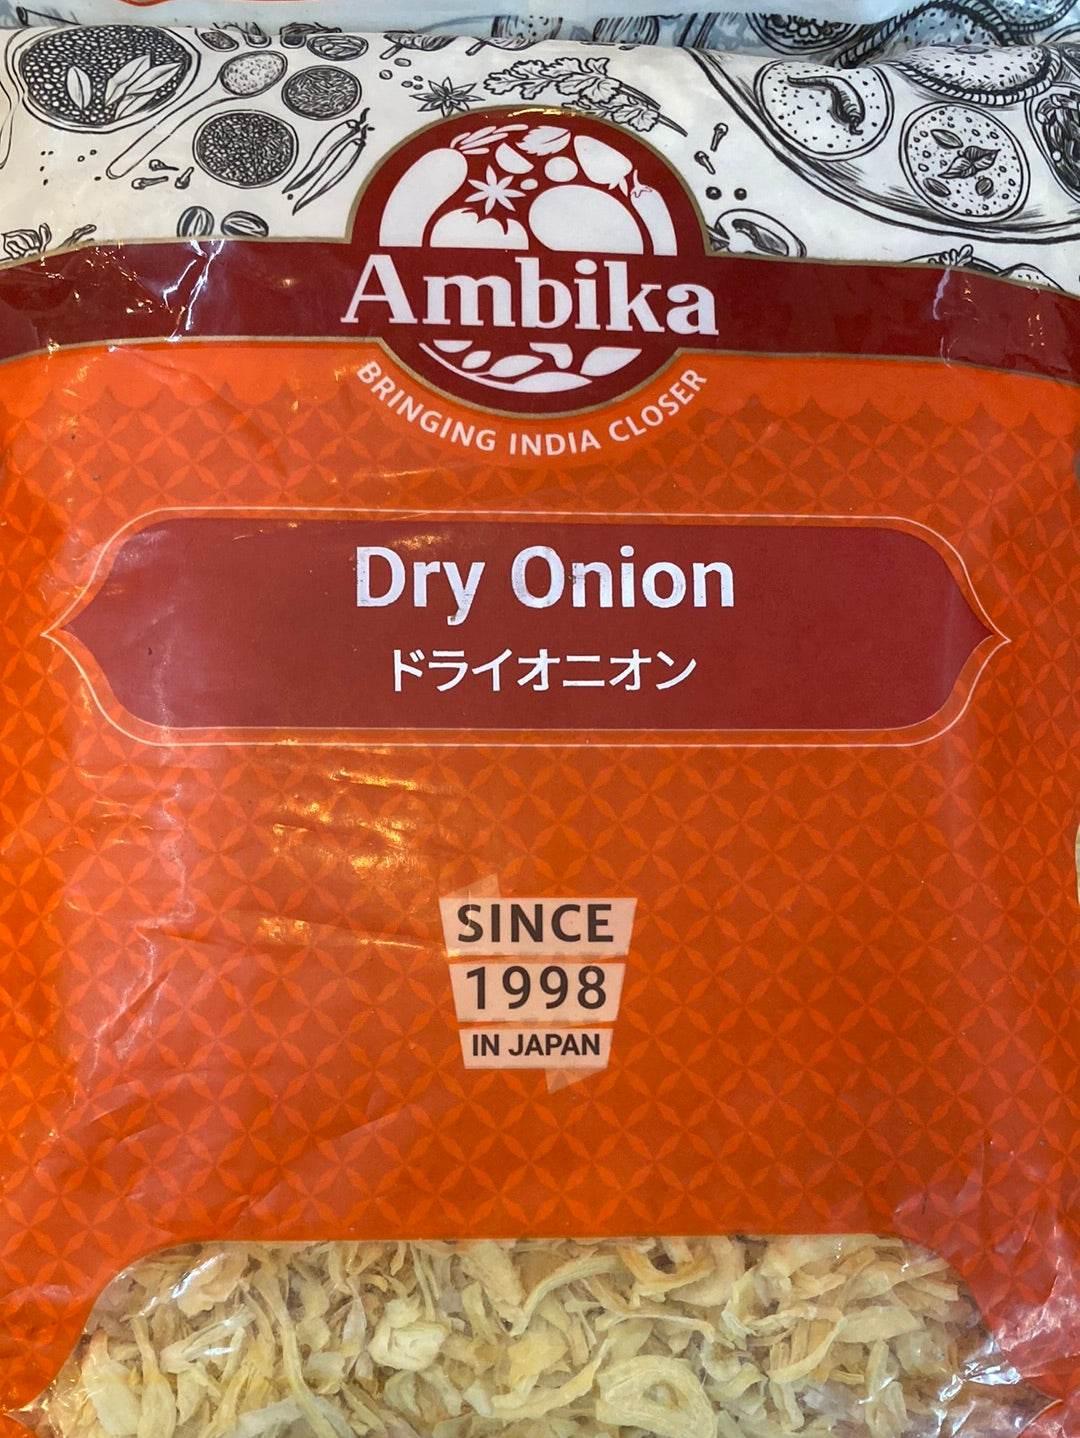 Ambika
BRINGING INDIA CLOSER
Dry Onion
ドライオニオン
SINCE
1998
IN JAPAN